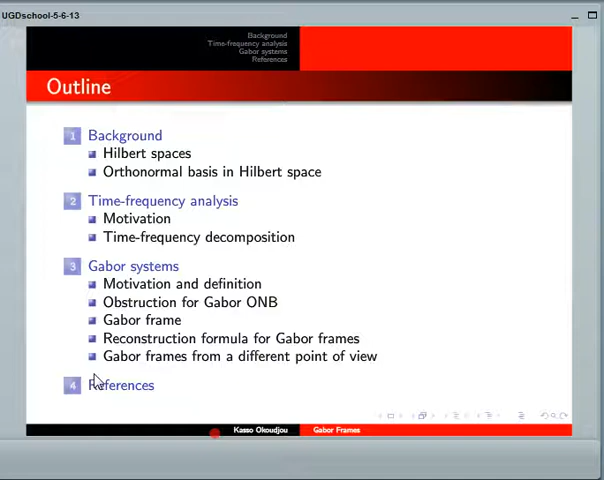 UGDschool-5-6-13
Background
Time-frequency analysis
Gabor systems
References
Outline
1 Background
Hilbert spaces
Orthonormal basis in Hilbert space
2 Time-frequency analysis
Motivation
Time-frequency decomposition
3 Gabor systems
Motivation and definition
Obstruction for Gabor ONB
Gabor frame
Reconstruction formula for Gabor frames
Gabor frames from a different point of view
4 References
Kasso Okoudjou Gabor Frames